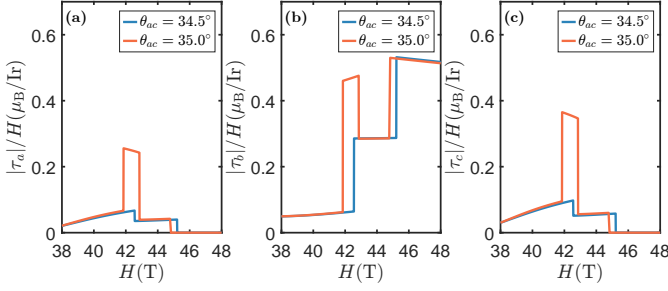 (a)
θac = 34.5°
θac = 35.0°
|τa|/H(μB/Ir)
0.6
0.4
0.2
0
38 40 42 44 46 48
H(T)
(b)
θac = 34.5°
θac = 35.0°
|τb|/H(μB/Ir)
0.6
0.4
0.2
0
38 40 42 44 46 48
H(T)
(c)
θac = 34.5°
θac = 35.0°
|τc|/H(μB/Ir)
0.6
0.4
0.2
0
38 40 42 44 46 48
H(T)